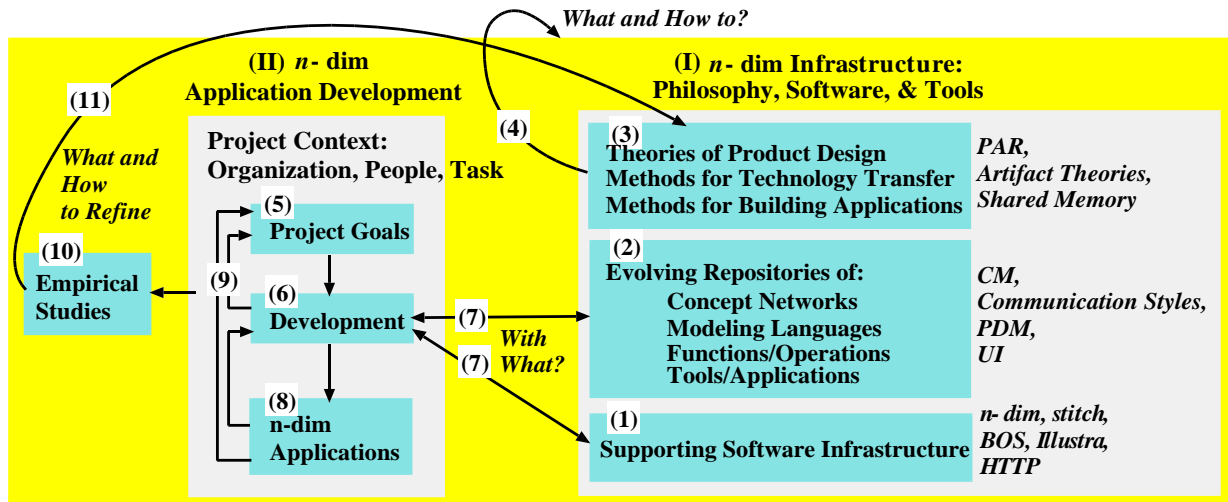 What and How to?
(II) n- dim
Application Development
(I) n- dim Infrastructure:
Philosophy, Software, & Tools
(11)
(4)
What and
How
to Refine
Project Context:
Organization, People, Task
(5)
Project Goals
(10)
Empirical
Studies
(9)
(6)
Development
(7)
With
What?
(7)
(8)
n-dim
Applications
(3)
Theories of Product Design
Methods for Technology Transfer
Methods for Building Applications
PAR,
Artifact Theories,
Shared Memory
(2)
Evolving Repositories of:
Concept Networks
Modeling Languages
Functions/Operations
Tools/Applications
CM,
Communication Styles,
PDM,
UI
(1)
Supporting Software Infrastructure
n- dim, stitch,
BOS, Illustra,
HTTP